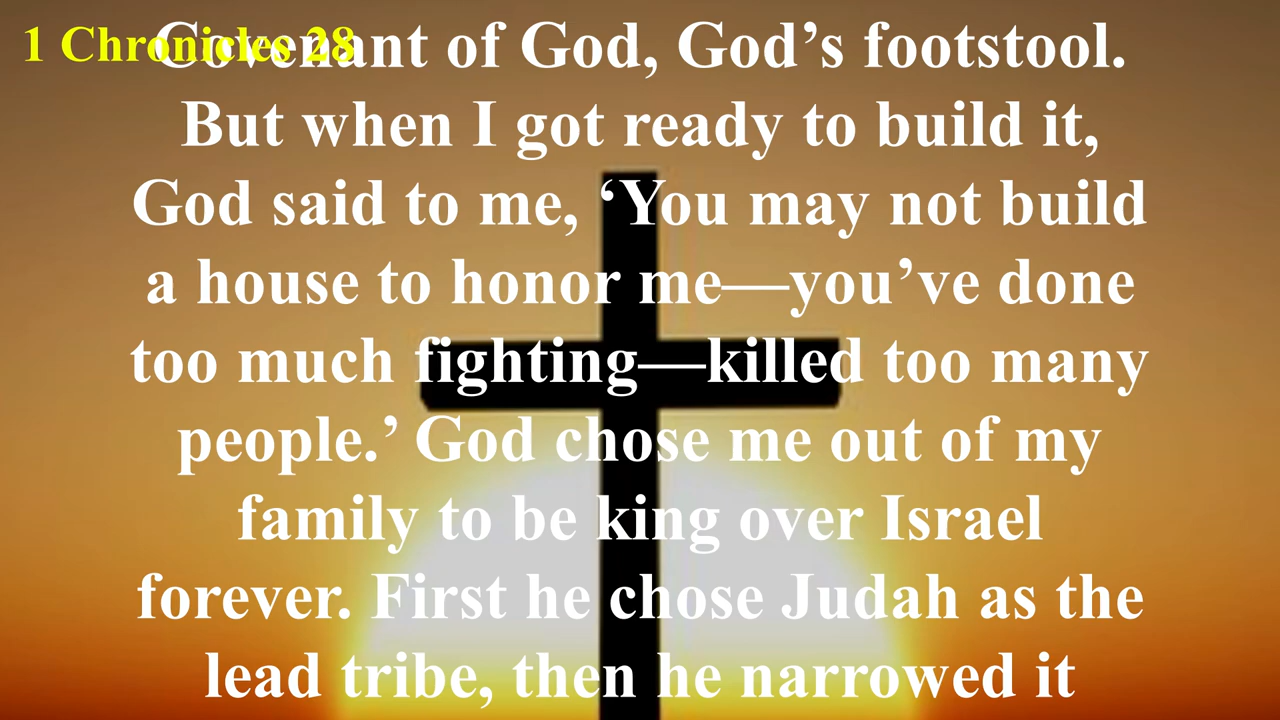 1 Chronicles 28
Covenant of God, God’s footstool.
But when I got ready to build it,
God said to me, ‘You may not build
a house to honor me—you’ve done
too much fighting—killed too many
people.’ God chose me out of my
family to be king over Israel
forever. First he chose Judah as the
lead tribe, then he narrowed it